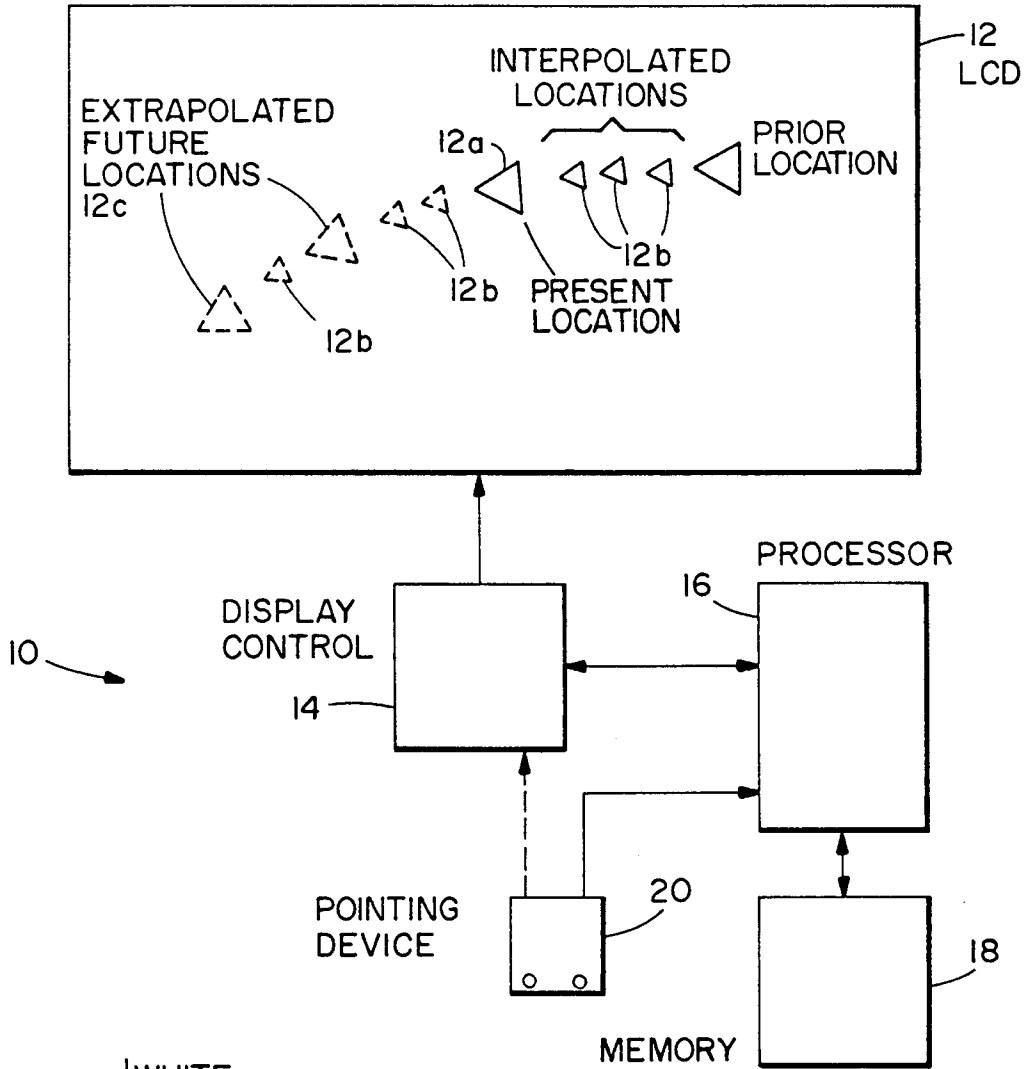 12
LCD
INTERPOLATED
LOCATIONS
EXTRAPOLATED
FUTURE
LOCATIONS
12c
12a
PRIOR
LOCATION
12b
12b
PRESENT
LOCATION
12b
PROCESSOR
16
DISPLAY
CONTROL
10
14
POINTING
DEVICE
20
18
MEMORY
WHITE